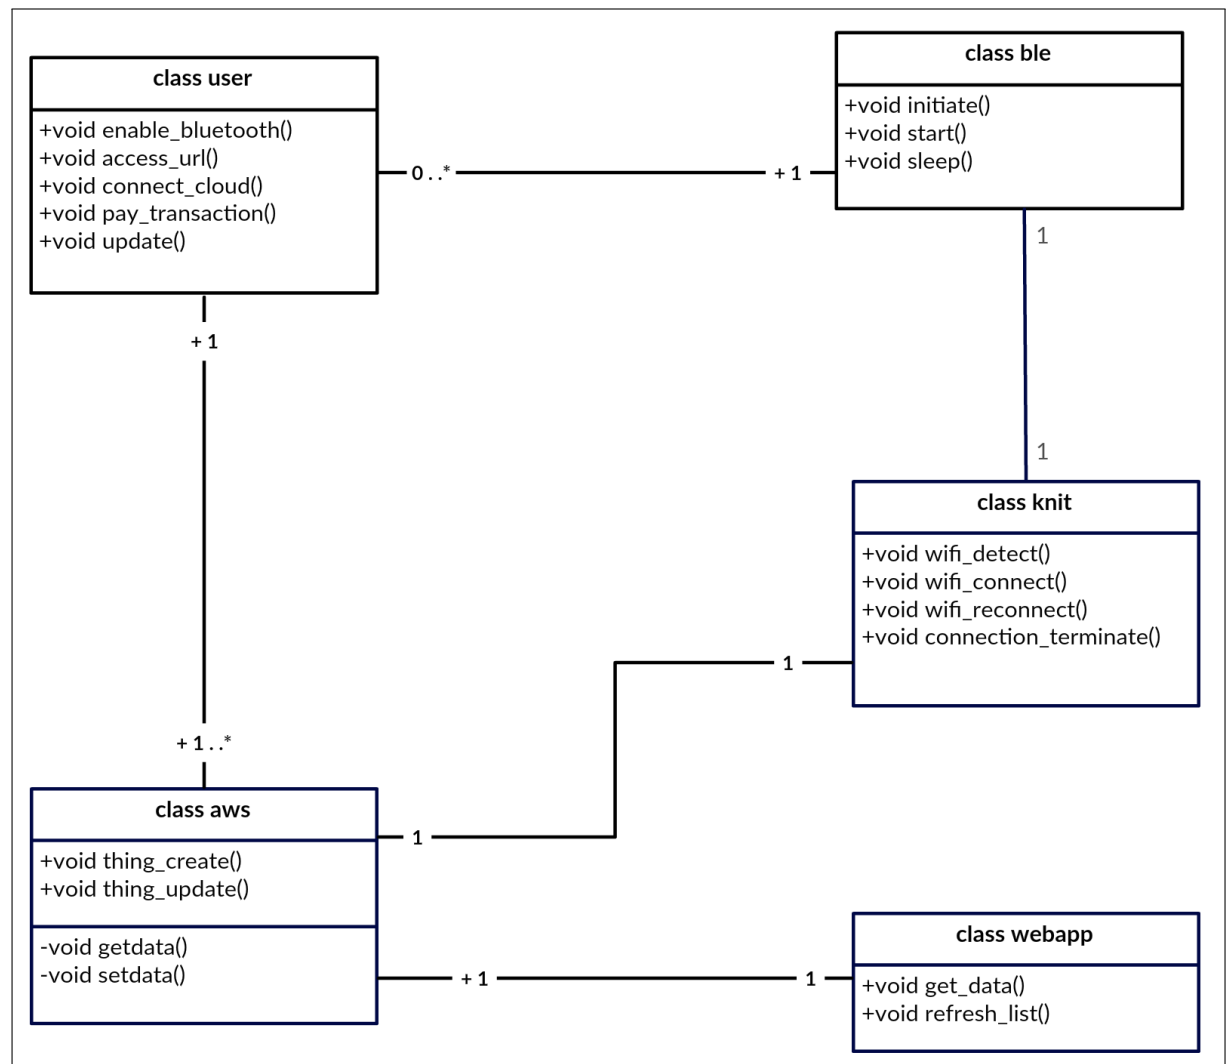 class user
+void enable_bluetooth()
+void access_url()
+void connect_cloud()
+void pay_transaction()
+void update()
class ble
+void initiate()
+void start()
+void sleep()
0 . .*
+ 1
1
1
+ 1
+ 1 . .*
class knit
+void wifi_detect()
+void wifi_connect()
+void wifi_reconnect()
+void connection_terminate()
1
1
class aws
+void thing_create()
+void thing_update()
-void getdata()
-void setdata()
+ 1
1
class webapp
+void get_data()
+void refresh_list()